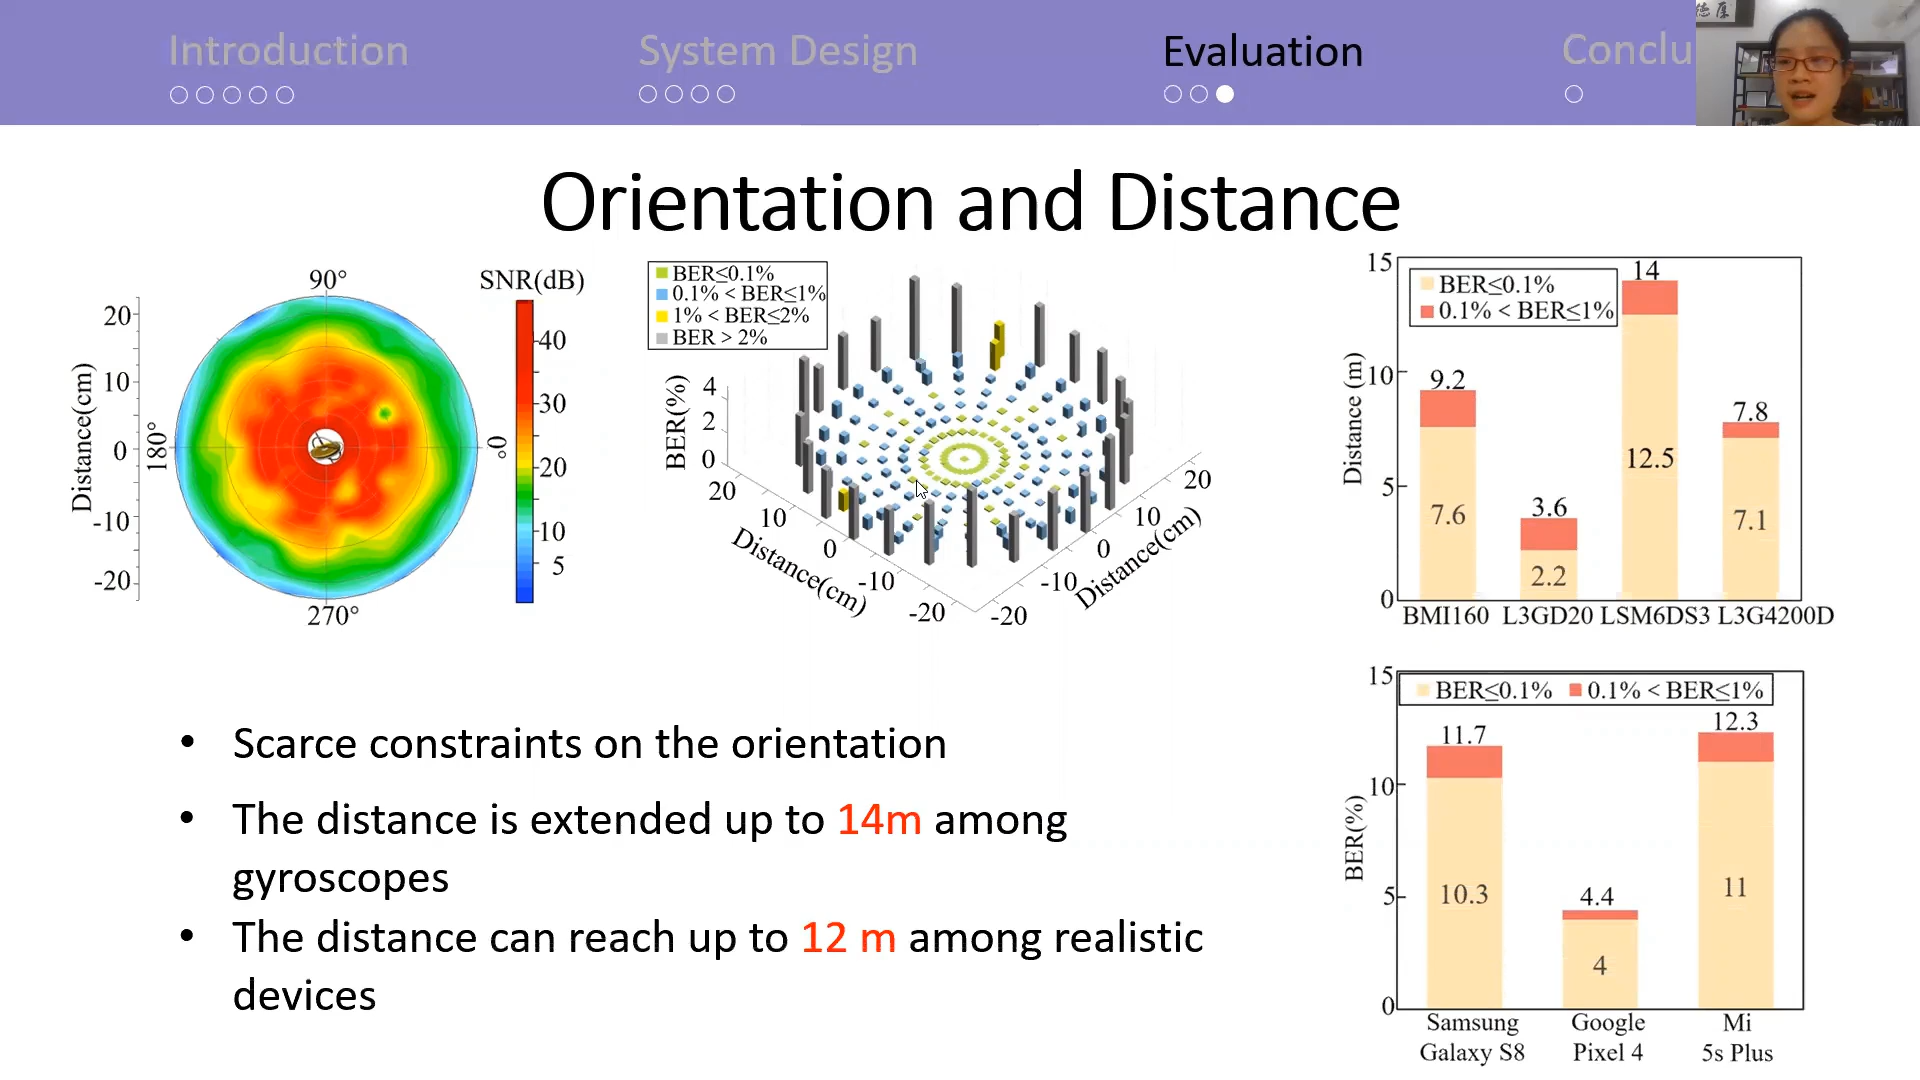 Introduction
System Design
Evaluation
Conclu
德厚
Orientation and Distance
SNR(dB)
90°
180°
0°
270°
Distance(cm)
20
10
0
-10
-20
40
30
20
10
5
BER≤0.1%
0.1% < BER≤1%
1% < BER≤2%
BER > 2%
BER(%)
4
2
0
20
10
0
-10
-20
Distance(cm)
-20
-10
0
10
20
Distance(cm)
BER≤0.1%
0.1% < BER≤1%
Distance (m)
15
10
5
0
9.2
7.6
3.6
2.2
14
12.5
7.8
7.1
BMI160 L3GD20 LSM6DS3 L3G4200D
• Scarce constraints on the orientation
• The distance is extended up to 14m among
gyroscopes
• The distance can reach up to 12 m among realistic
devices
BER≤0.1% 0.1% < BER≤1%
BER(%)
15
10
5
0
11.7
10.3
4.4
4
12.3
11
Samsung
Galaxy S8
Google
Pixel 4
Mi
5s Plus